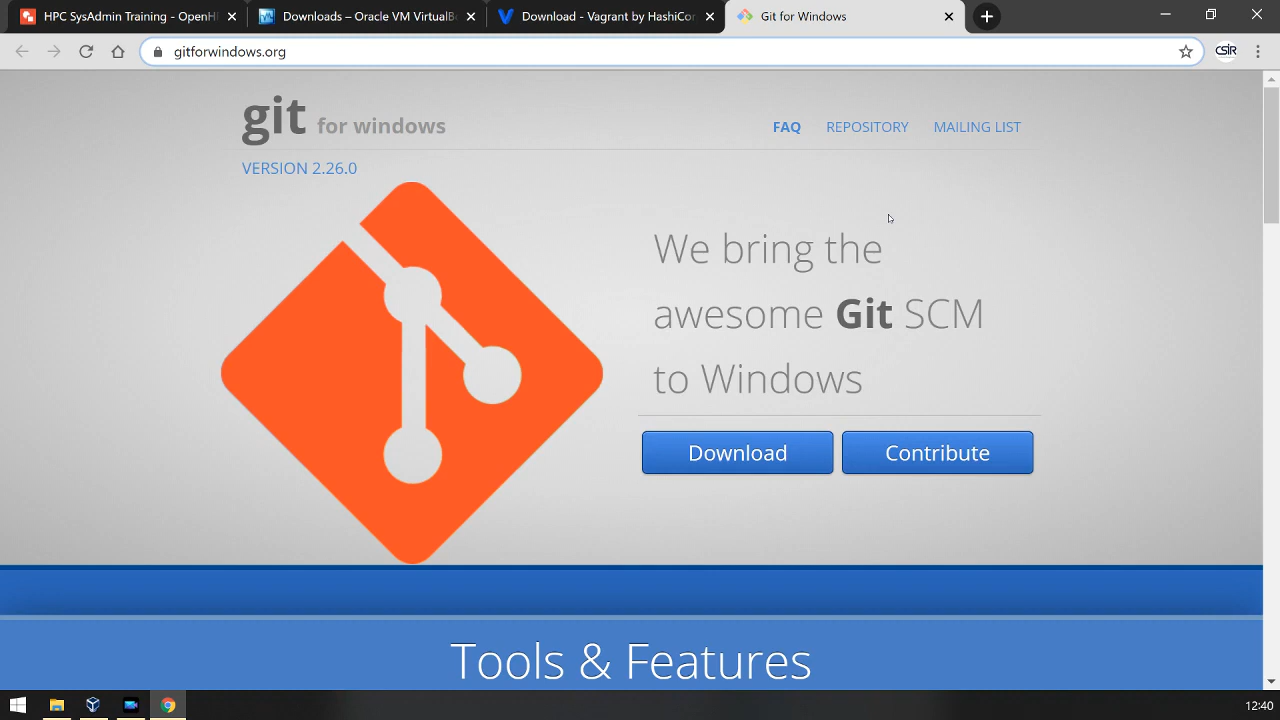 HPC SysAdmin Training - OpenH
Downloads – Oracle VM VirtualB
Download - Vagrant by HashiCor
Git for Windows
gitforwindows.org
CSIR
git for windows
FAQ
REPOSITORY
MAILING LIST
VERSION 2.26.0
We bring the
awesome Git SCM
to Windows
Download
Contribute
Tools & Features
12:40